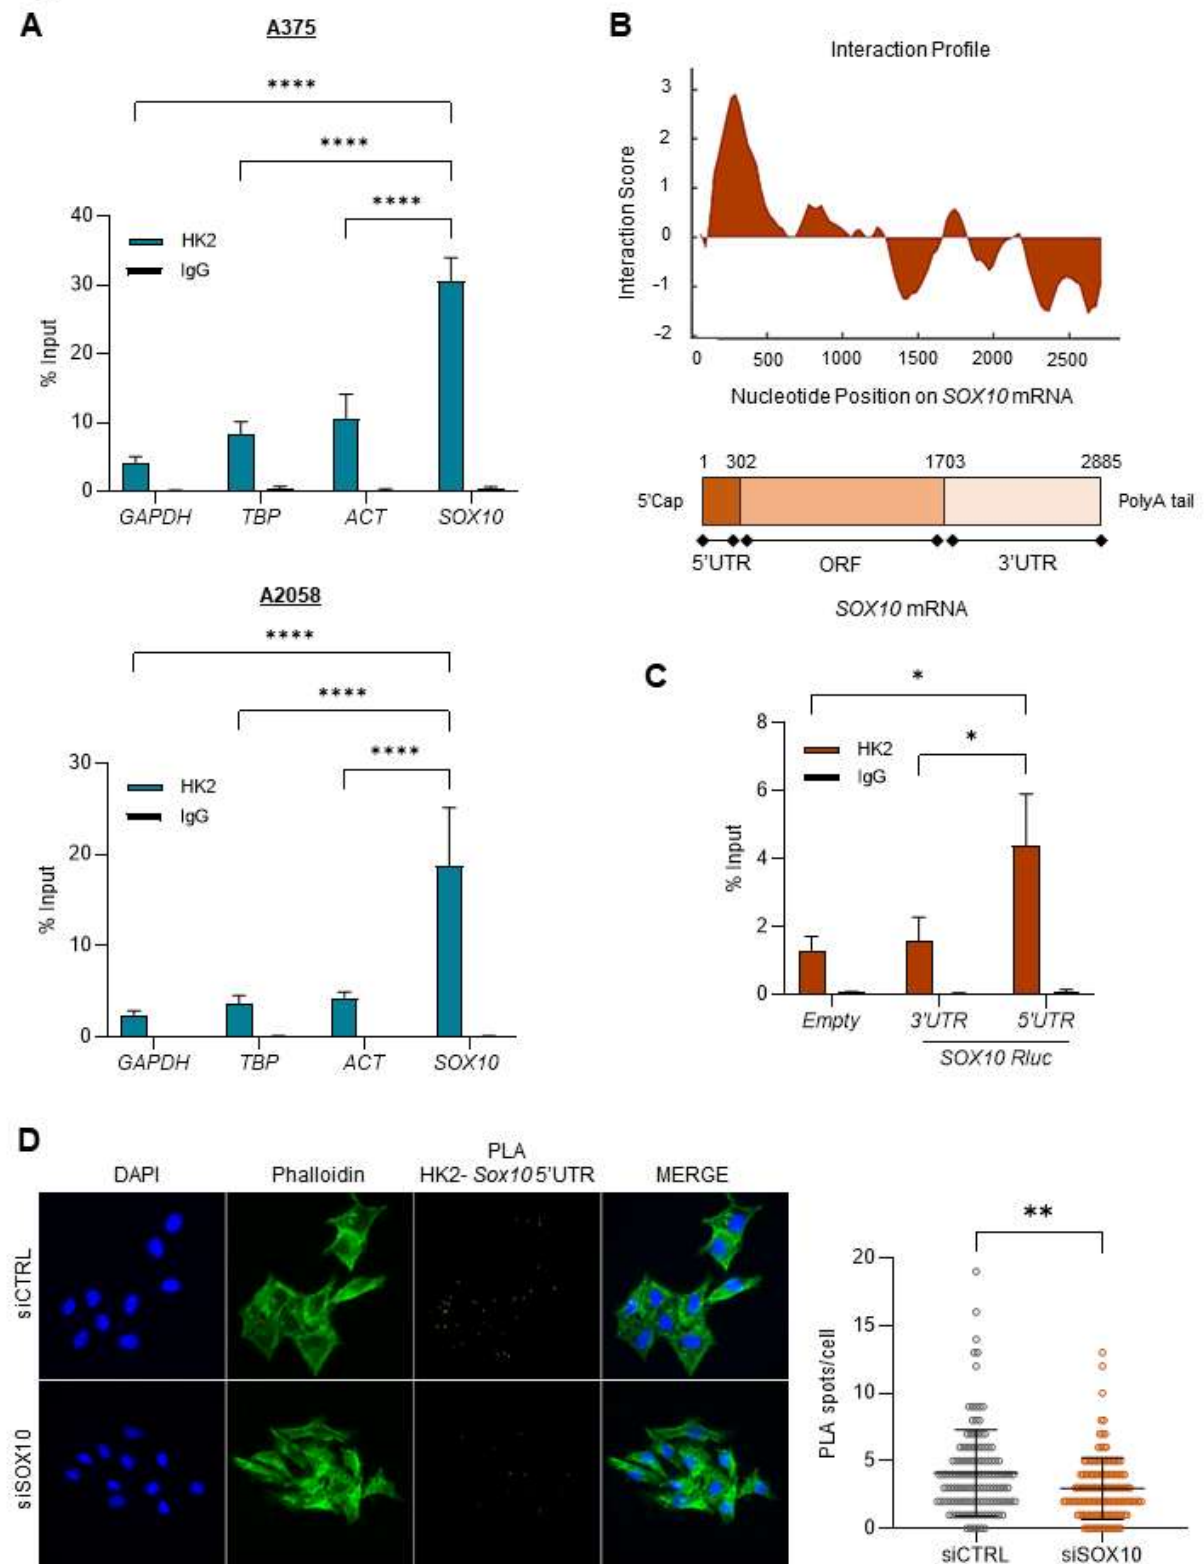 A
A375
****
****
****
40
30
20
10
0
% Input
HK2
IgG
GAPDH TBP ACT SOX10
A2058
****
****
****
30
20
10
0
% Input
HK2
IgG
GAPDH TBP ACT SOX10
B
Interaction Profile
3
2
1
0
-1
-2
Interaction Score
0 500 1000 1500 2000 2500
Nucleotide Position on SOX10 mRNA
1 302 1703 2885
5'Cap PolyA tail
5'UTR ORF 3'UTR
SOX10 mRNA
C
*
*
8
6
4
2
0
% Input
HK2
IgG
Empty 3'UTR 5'UTR
SOX10 Rluc
D
PLA
DAPI Phalloidin HK2- Sox10 5'UTR MERGE
siCTRL
siSOX10
**
20
15
10
5
0
PLA spots/cell
siCTRL siSOX10